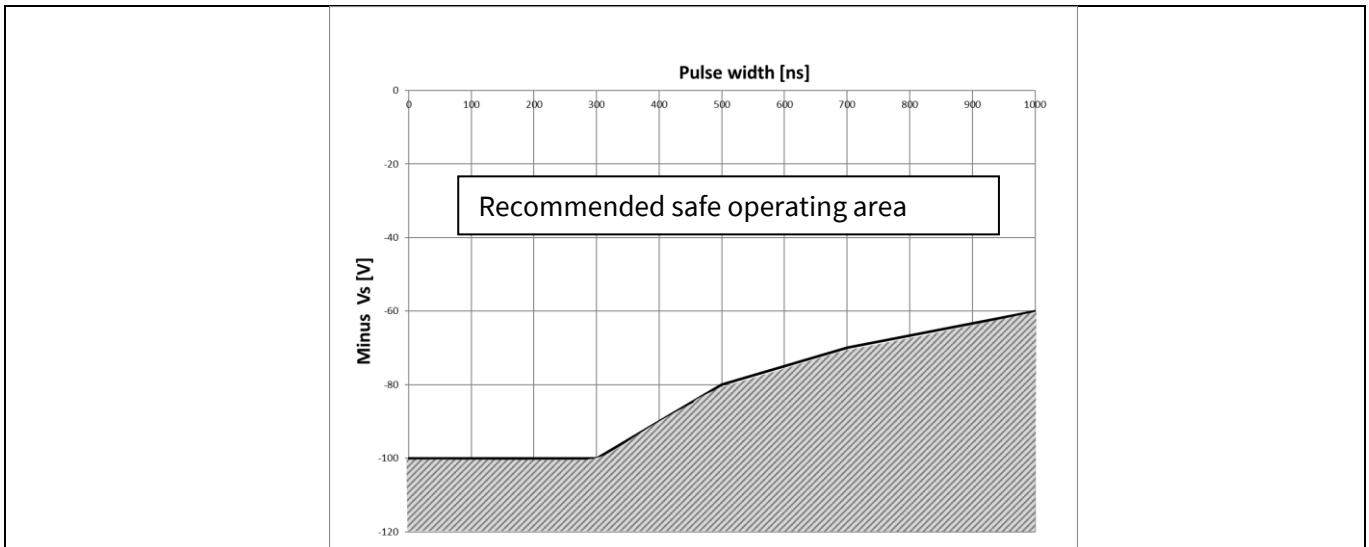 Pulse width [ns]
0
0 100 200 300 400 500 600 700 800 900 1000
-20
Recommended safe operating area
-40
Minus Vs [V]
-60
-80
-100
-120